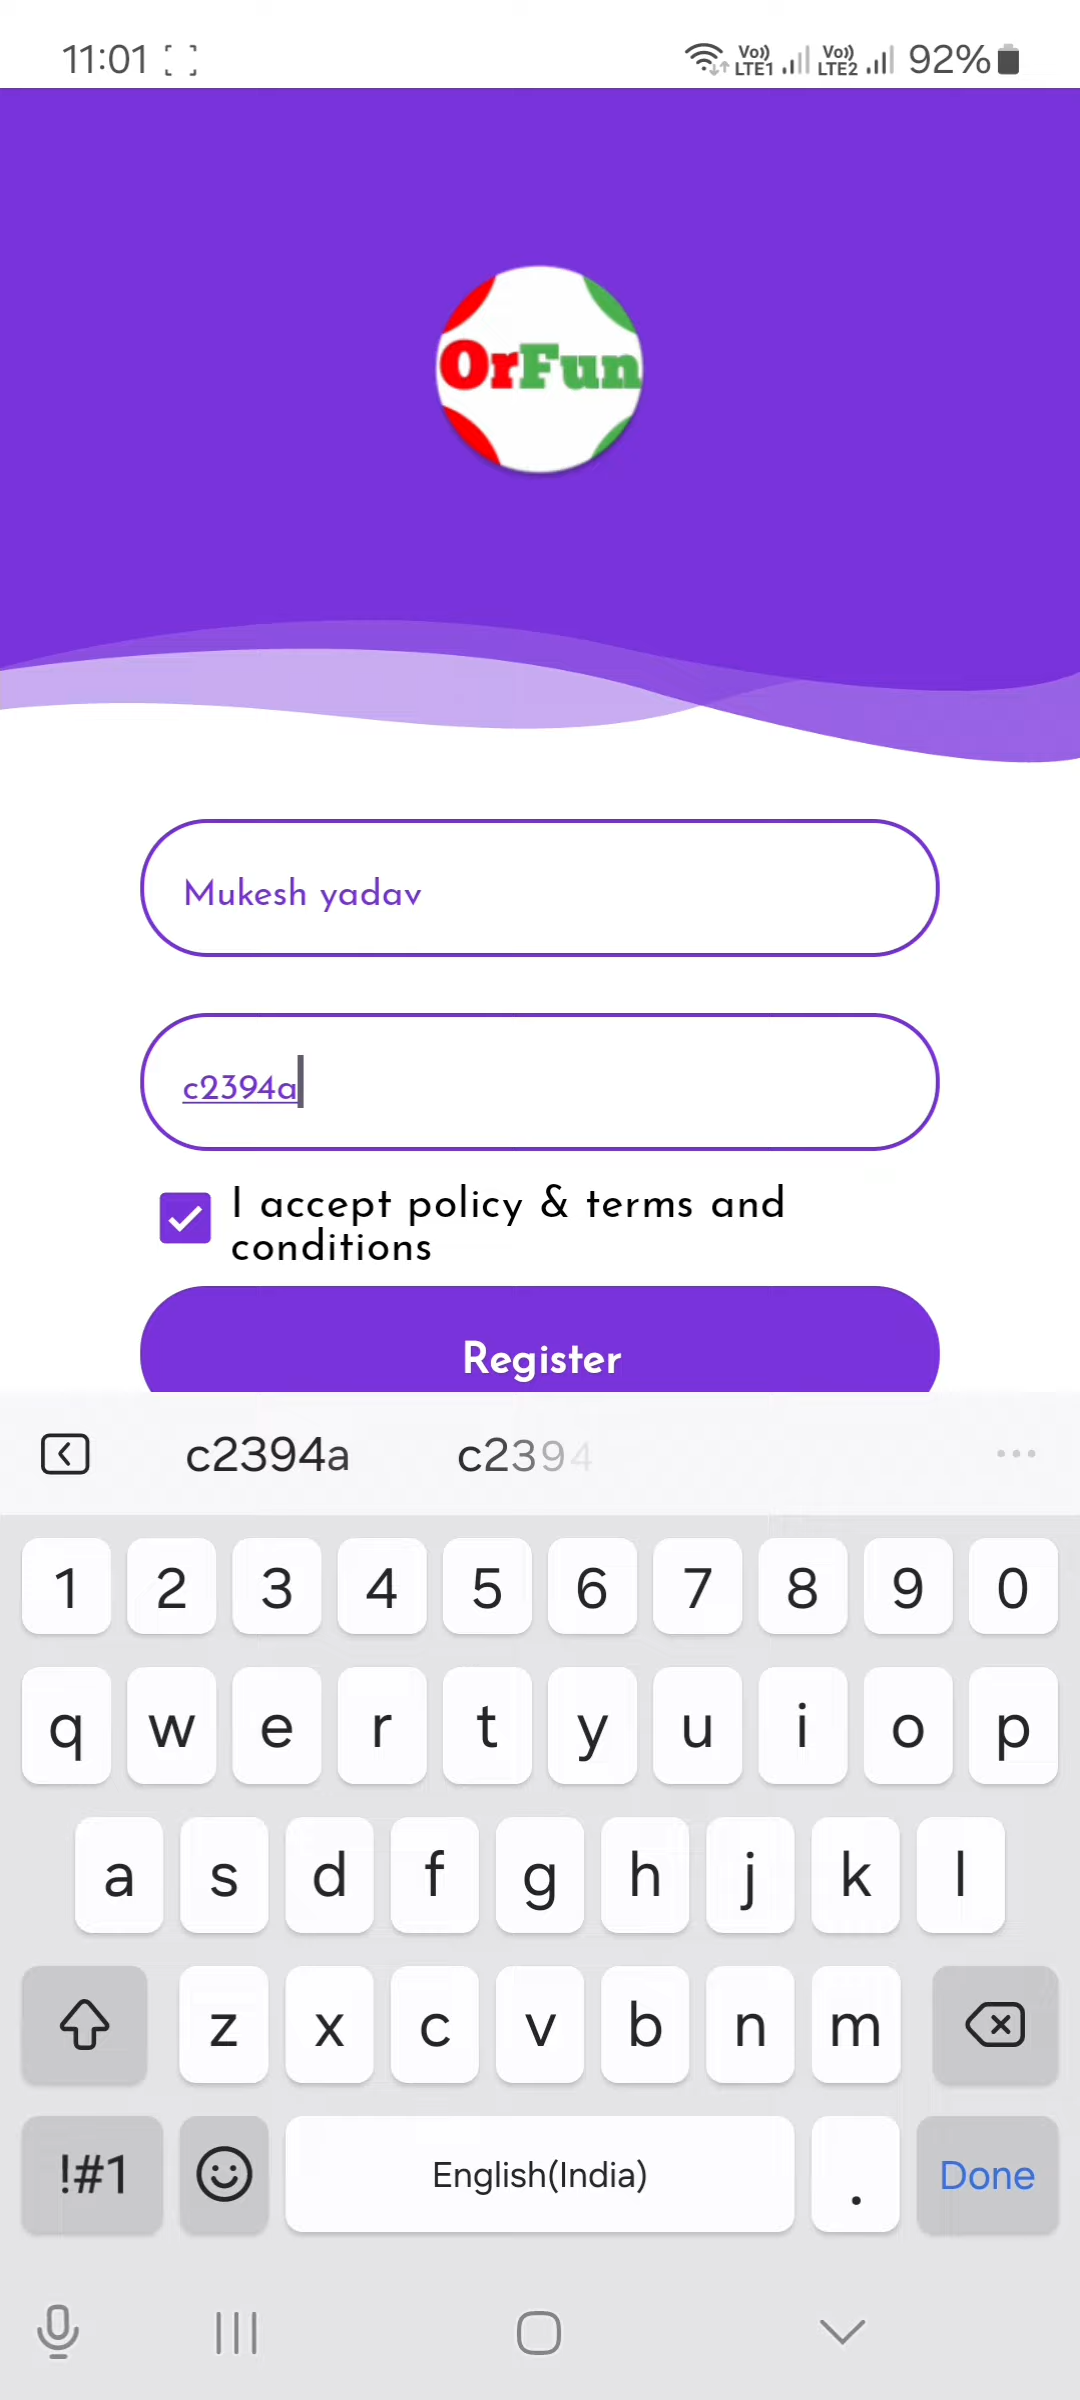 11:01 Vo)) LTE1 Vo)) LTE2 92%
OrFun
Mukesh yadav
c2394a
I accept policy & terms and
conditions
Register
c2394a c2394
1 2 3 4 5 6 7 8 9 0
q w e r t y u i o p
a s d f g h j k l
z x c v b n m
!#1 English(India) . Done